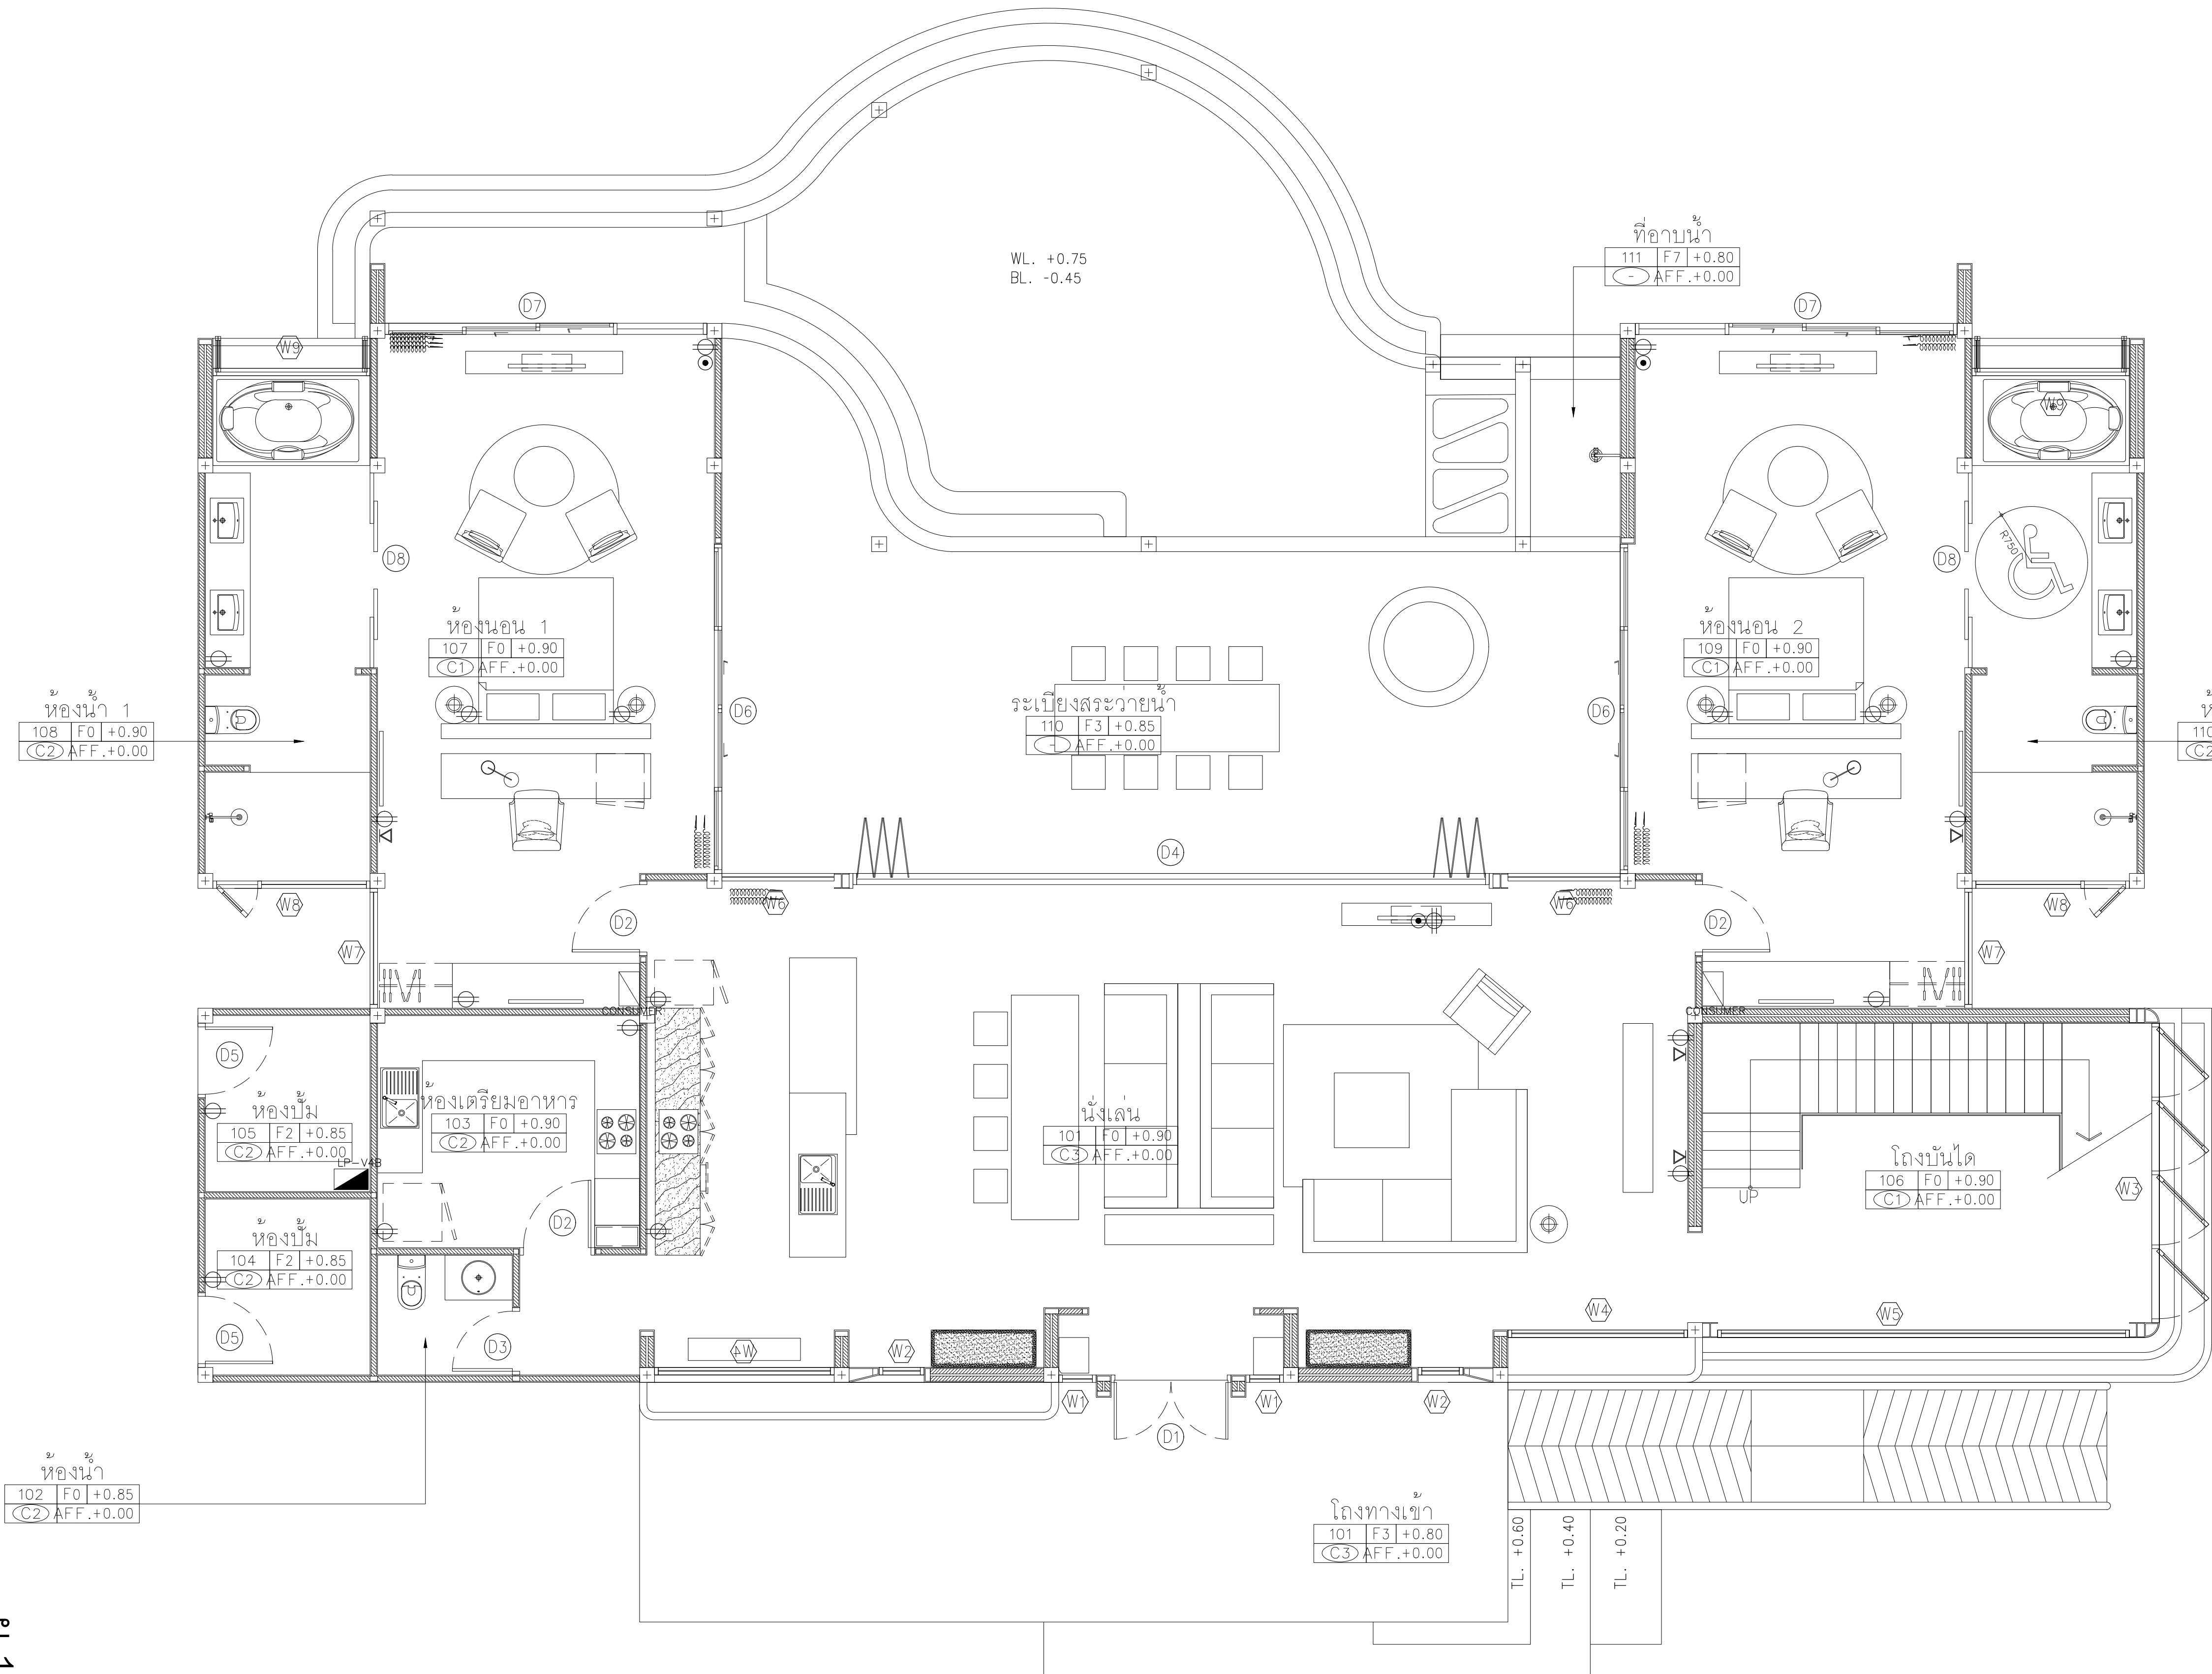 WL. +0.75
BL. -0.45
ที่อาบน้ำ
111 F7 +0.80
- AFF.+0.00
D7
D7
W9
W9
R750
D8
D8
ห้องนอน 1
107 F0 +0.90
C1 AFF.+0.00
ห้องนอน 2
109 F0 +0.90
C1 AFF.+0.00
ห้องน้ำ 1
108 F0 +0.90
C2 AFF.+0.00
D6
ระเบียงสระว่ายน้ำ
110 F3 +0.85
- AFF.+0.00
D6
110
C2
D4
W8
W6
W6
W8
D2
D2
W7
W7
CONSUMER
CONSUMER
D5
ห้องปั๊ม
105 F2 +0.85
C2 AFF.+0.00
LP-V4B
ห้องเตรียมอาหาร
103 F0 +0.90
C2 AFF.+0.00
นั่งเล่น
101 F0 +0.90
C3 AFF.+0.00
โถงบันได
106 F0 +0.90
C1 AFF.+0.00
UP
W3
D2
ห้องปั๊ม
104 F2 +0.85
C2 AFF.+0.00
D5
D3
W4
W2
W4
W5
W1
W1
W2
D1
ห้องน้ำ
102 F0 +0.85
C2 AFF.+0.00
โถงทางเข้า
101 F3 +0.80
C3 AFF.+0.00
TL. +0.60
TL. +0.40
TL. +0.20